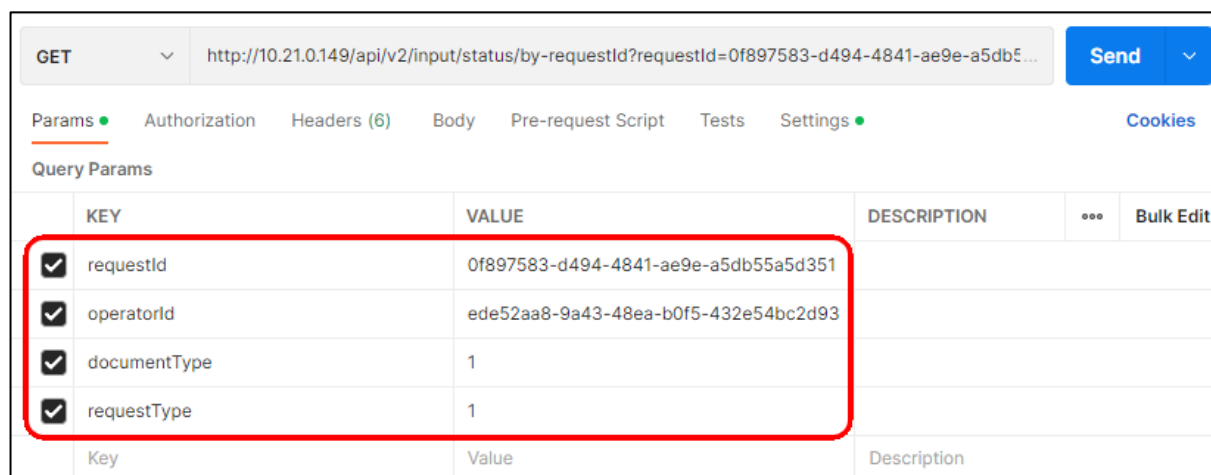 GET http://10.21.0.149/api/v2/input/status/by-requestId?requestId=0f897583-d494-4841-ae9e-a5db5... Send
Params Authorization Headers (6) Body Pre-request Script Tests Settings Cookies
Query Params
KEY VALUE DESCRIPTION ooo Bulk Edit
requestId 0f897583-d494-4841-ae9e-a5db55a5d351
operatorId ede52aa8-9a43-48ea-b0f5-432e54bc2d93
documentType 1
requestType 1
Key Value Description